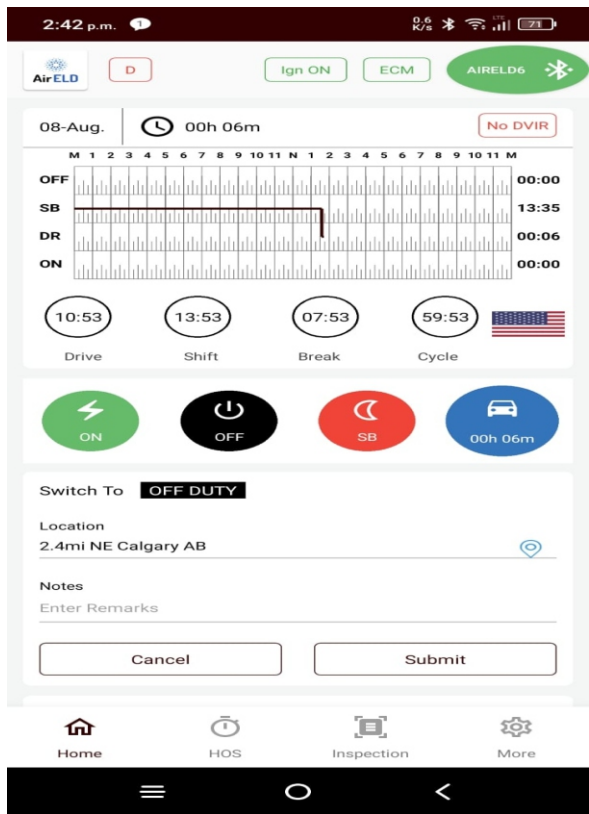 2:42 p.m. 1 0.6 K/s LTE 71
Air ELD D Ign ON ECM AIRELD6
08-Aug. 00h 06m No DVIR
M 1 2 3 4 5 6 7 8 9 10 11 N 1 2 3 4 5 6 7 8 9 10 11 M
OFF 00:00
SB 13:35
DR 00:06
ON 00:00
10:53 13:53 07:53 59:53
Drive Shift Break Cycle
ON OFF SB 00h 06m
Switch To OFF DUTY
Location
2.4mi NE Calgary AB
Notes
Enter Remarks
Cancel Submit
Home HOS Inspection More